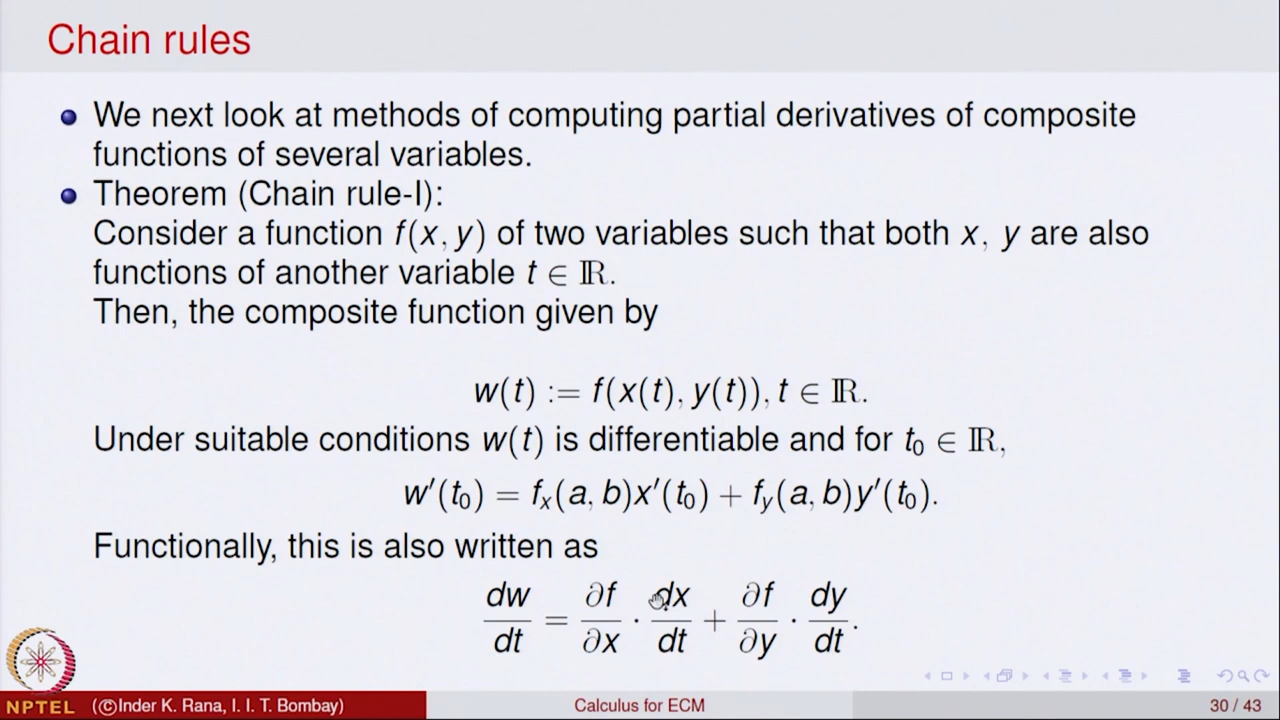 Chain rules
We next look at methods of computing partial derivatives of composite
functions of several variables.
Theorem (Chain rule-I):
Consider a function f(x, y) of two variables such that both x, y are also
functions of another variable t ∈ ℝ.
Then, the composite function given by
w(t) := f(x(t), y(t)), t ∈ ℝ.
Under suitable conditions w(t) is differentiable and for t₀ ∈ ℝ,
w′(t₀) = fₓ(a, b)x′(t₀) + f_y(a, b)y′(t₀).
Functionally, this is also written as
dw/dt = ∂f/∂x · dx/dt + ∂f/∂y · dy/dt.
NPTEL (©Inder K. Rana, I. I. T. Bombay) Calculus for ECM 30 / 43